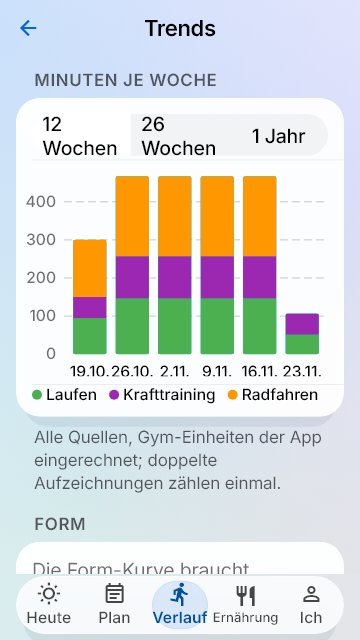 Trends
MINUTEN JE WOCHE
12 Wochen
26 Wochen
1 Jahr
400
300
200
100
0
19.10. 26.10. 2.11. 9.11. 16.11. 23.11.
Laufen Krafttraining Radfahren
Alle Quellen, Gym-Einheiten der App
eingerechnet; doppelte
Aufzeichnungen zählen einmal.
FORM
Die Form-Kurve braucht
Heute Plan Verlauf Ernährung Ich